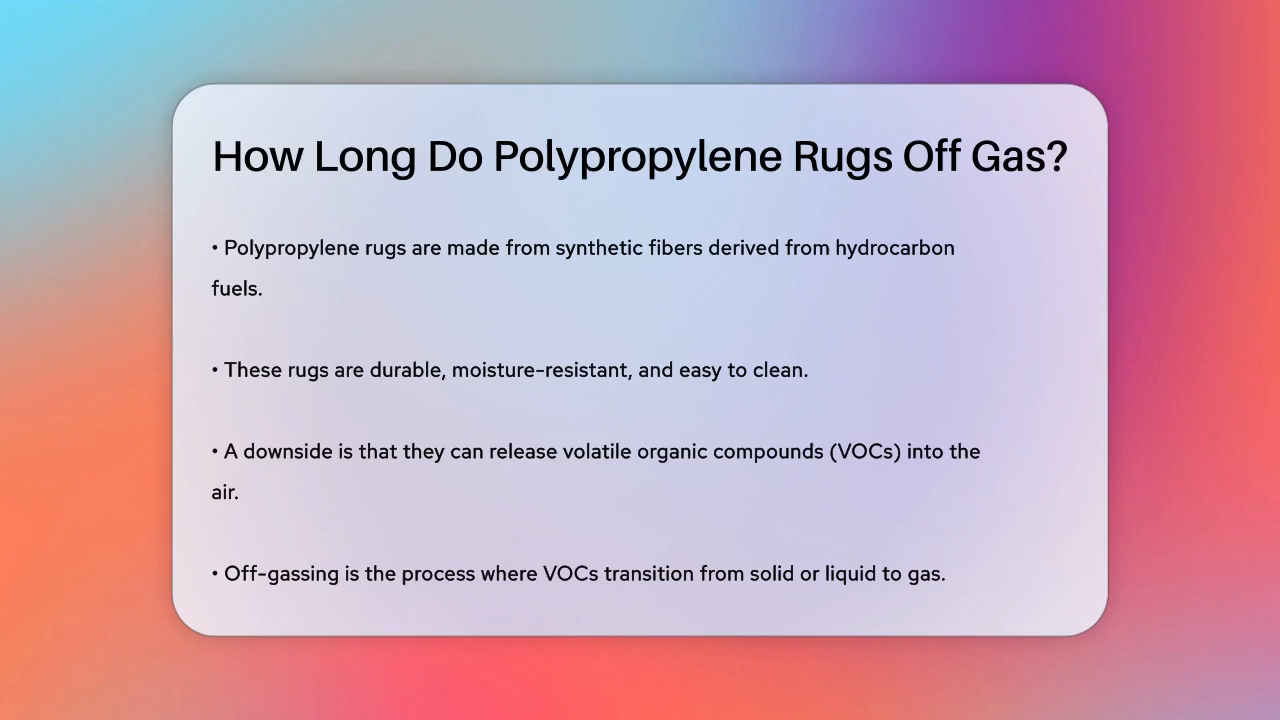 How Long Do Polypropylene Rugs Off Gas?
• Polypropylene rugs are made from synthetic fibers derived from hydrocarbon
fuels.
• These rugs are durable, moisture-resistant, and easy to clean.
• A downside is that they can release volatile organic compounds (VOCs) into the
air.
• Off-gassing is the process where VOCs transition from solid or liquid to gas.